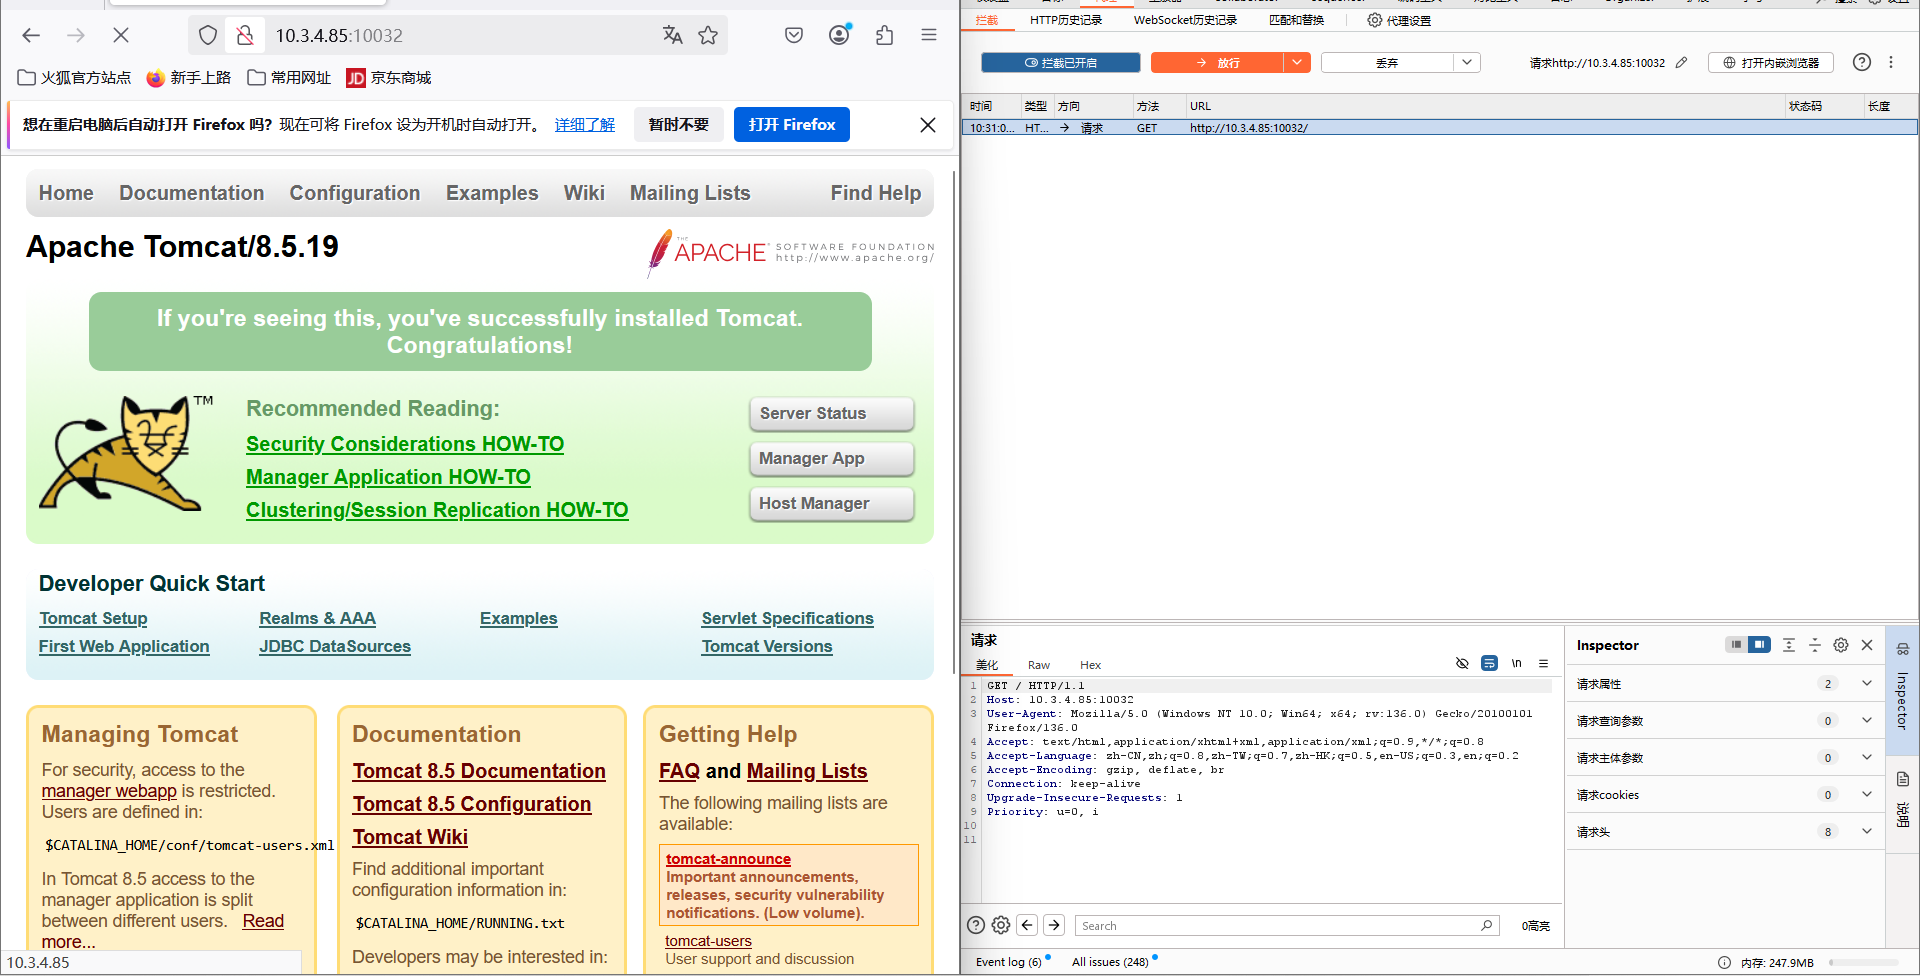 10.3.4.85:10032
火狐官方站点
新手上路
常用网址
JD
京东商城
想在重启电脑后自动打开 Firefox 吗？现在可将 Firefox 设为开机时自动打开。
详细了解
暂时不要
打开 Firefox
Home
Documentation
Configuration
Examples
Wiki
Mailing Lists
Find Help
Apache Tomcat/8.5.19
THE
APACHE
SOFTWARE FOUNDATION
http://www.apache.org/
If you're seeing this, you've successfully installed Tomcat.
Congratulations!
TM
Recommended Reading:
Security Considerations HOW-TO
Manager Application HOW-TO
Clustering/Session Replication HOW-TO
Server Status
Manager App
Host Manager
Developer Quick Start
Tomcat Setup
First Web Application
Realms & AAA
JDBC DataSources
Examples
Servlet Specifications
Tomcat Versions
Managing Tomcat
For security, access to the
manager webapp is restricted.
Users are defined in:
$CATALINA_HOME/conf/tomcat-users.xml
In Tomcat 8.5 access to the
manager application is split
between different users. Read
more...
Documentation
Tomcat 8.5 Documentation
Tomcat 8.5 Configuration
Tomcat Wiki
Find additional important
configuration information in:
$CATALINA_HOME/RUNNING.txt
Developers may be interested in:
Getting Help
FAQ and Mailing Lists
The following mailing lists are
available:
tomcat-announce
Important announcements,
releases, security vulnerability
notifications. (Low volume).
tomcat-users
User support and discussion
10.3.4.85
拦截
HTTP历史记录
WebSocket历史记录
匹配和替换
代理设置
拦截已开启
放行
丢弃
请求http://10.3.4.85:10032
打开内嵌浏览器
时间
类型
方向
方法
URL
状态码
长度
10:31:0...
HT...
请求
GET
http://10.3.4.85:10032/
请求
美化
Raw
Hex
\n
1 GET / HTTP/1.1
2 Host: 10.3.4.85:10032
3 User-Agent: Mozilla/5.0 (Windows NT 10.0; Win64; x64; rv:136.0) Gecko/20100101
Firefox/136.0
4 Accept: text/html,application/xhtml+xml,application/xml;q=0.9,*/*;q=0.8
5 Accept-Language: zh-CN,zh;q=0.8,zh-TW;q=0.7,zh-HK;q=0.5,en-US;q=0.3,en;q=0.2
6 Accept-Encoding: gzip, deflate, br
7 Connection: keep-alive
8 Upgrade-Insecure-Requests: 1
9 Priority: u=0, i
10
11
Search
0高亮
Inspector
请求属性
2
请求查询参数
0
请求主体参数
0
请求cookies
0
请求头
8
Inspector
说明
Event log (6)
All issues (248)
内存: 247.9MB